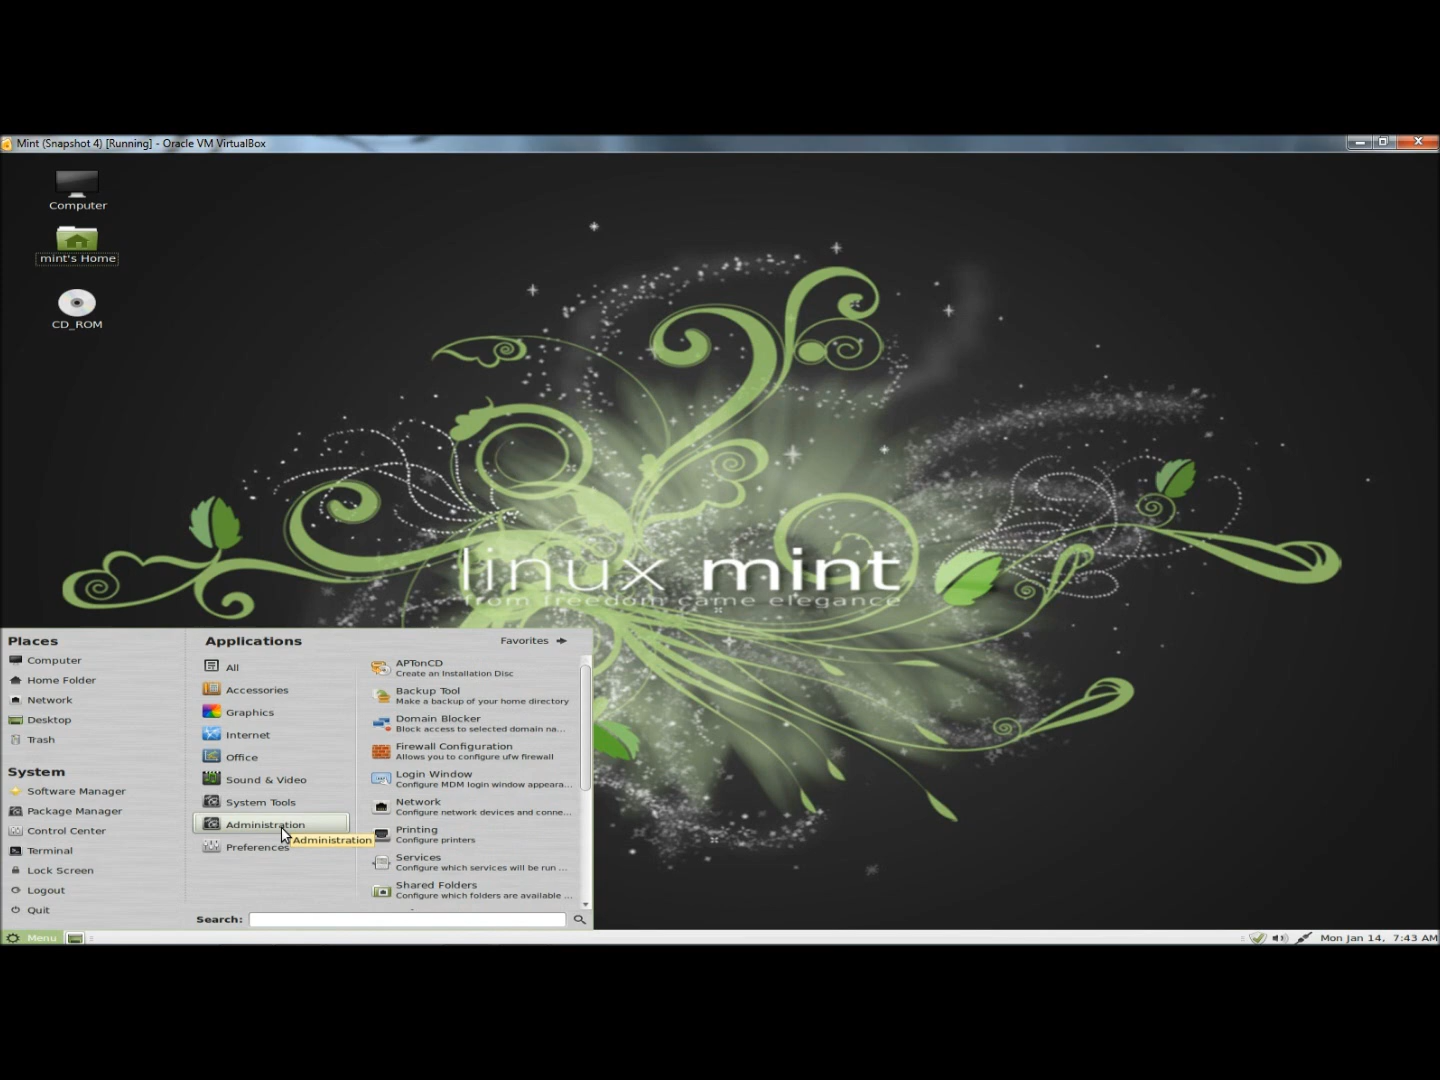 Mint (Snapshot 4) [Running] - Oracle VM VirtualBox
Computer
mint's Home
CD_ROM
linux mint
from freedom came elegance
Places
Computer
Home Folder
Network
Desktop
Trash
System
Software Manager
Package Manager
Control Center
Terminal
Lock Screen
Logout
Quit
Applications
Favorites
All
Accessories
Graphics
Internet
Office
Sound & Video
System Tools
Administration
Administration
Preferences
APTonCD
Create an Installation Disc
Backup Tool
Make a backup of your home directory
Domain Blocker
Block access to selected domain na...
Firewall Configuration
Allows you to configure ufw firewall
Login Window
Configure MDM login window appeara...
Network
Configure network devices and conne...
Printing
Configure printers
Services
Configure which services will be run ...
Shared Folders
Configure which folders are available ...
Search:
Menu
Mon Jan 14, 7:43 AM